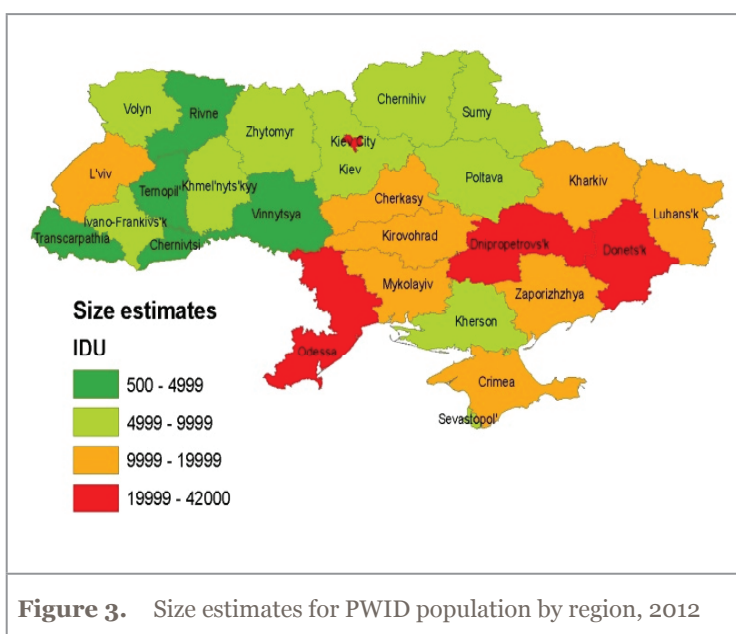 Chernihiv
Volyn
Rivne
Sumy
Zhytomyr
Kiev City
Kiev
L'viv
Poltava
Kharkiv
Ternopil'
Khmel'nyts'kyy
Cherkasy
Luhans'k
Ivano-Frankivs'k
Vinnytsya
Transcarpathia
Chernivtsi
Kirovohrad
Dnipropetrovs'k
Donets'k
Mykolayiv
Zaporizhzhya
Kherson
Odessa
Crimea
Sevastopol'
Size estimates
IDU
500 - 4999
4999 - 9999
9999 - 19999
19999 - 42000
Figure 3. Size estimates for PWID population by region, 2012